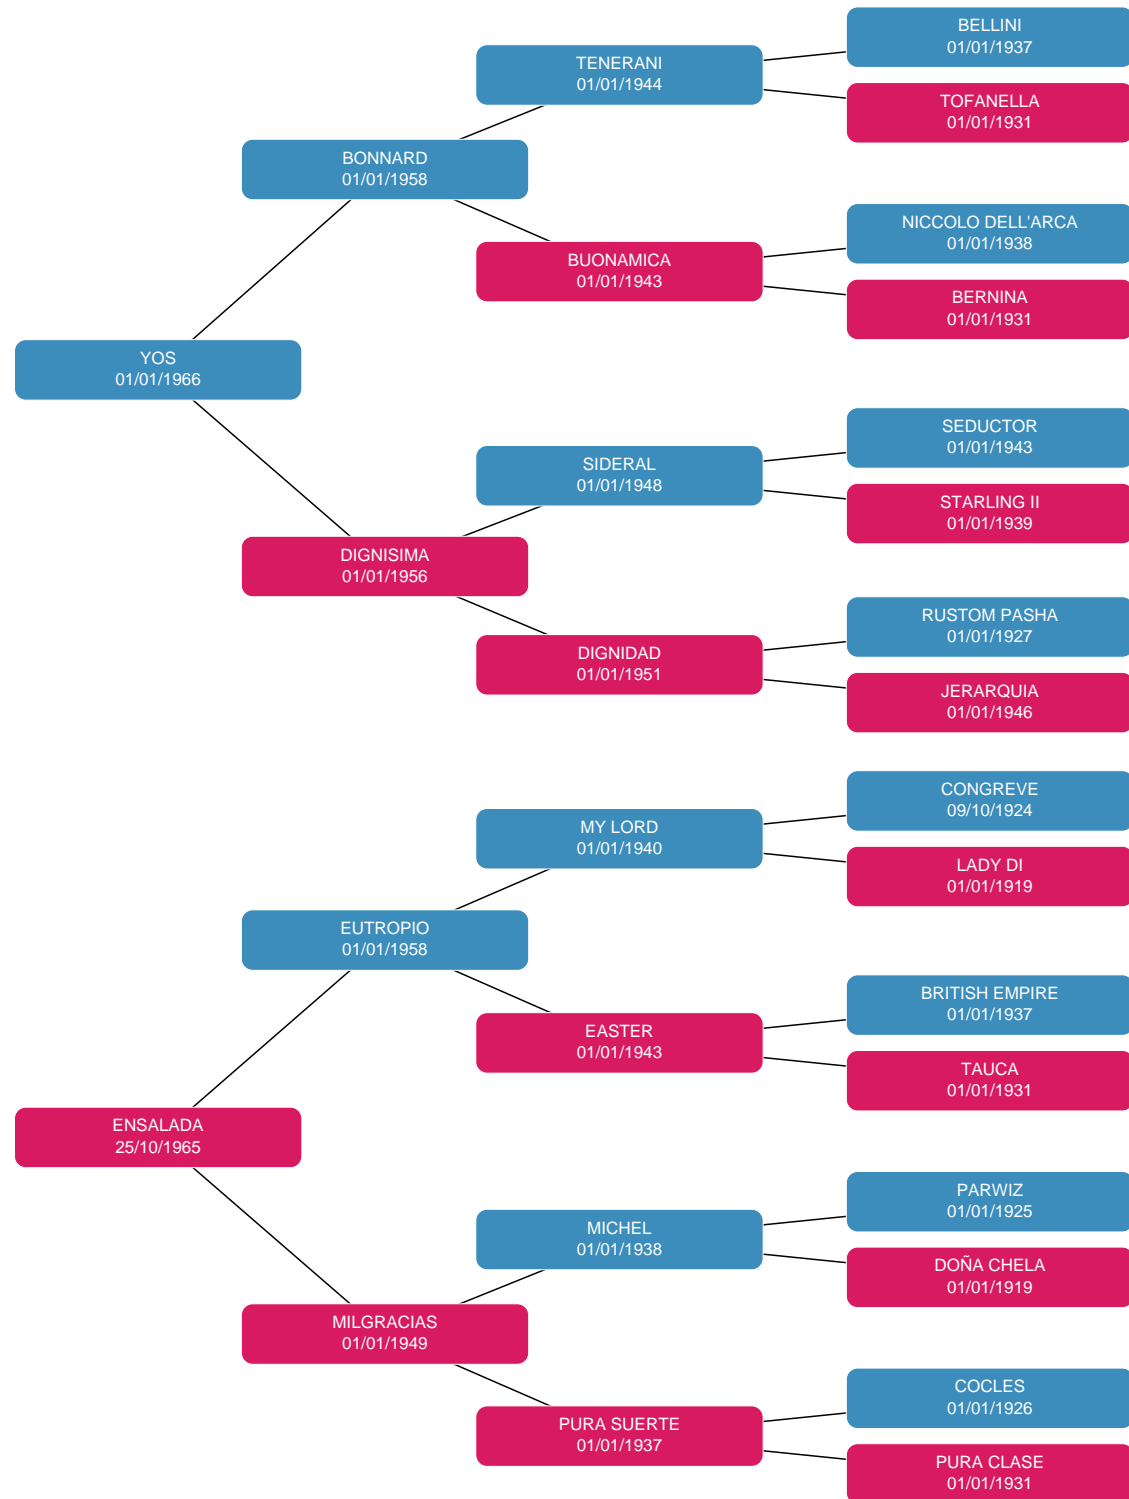 BELLINI
01/01/1937
TENERANI
01/01/1944
TOFANELLA
01/01/1931
BONNARD
01/01/1958
NICCOLO DELL'ARCA
01/01/1938
BUONAMICA
01/01/1943
BERNINA
01/01/1931
YOS
01/01/1966
SEDUCTOR
01/01/1943
SIDERAL
01/01/1948
STARLING II
01/01/1939
DIGNISIMA
01/01/1956
RUSTOM PASHA
01/01/1927
DIGNIDAD
01/01/1951
JERARQUIA
01/01/1946
CONGREVE
09/10/1924
MY LORD
01/01/1940
LADY DI
01/01/1919
EUTROPIO
01/01/1958
BRITISH EMPIRE
01/01/1937
EASTER
01/01/1943
TAUCA
01/01/1931
ENSALADA
25/10/1965
PARWIZ
01/01/1925
MICHEL
01/01/1938
DOÑA CHELA
01/01/1919
MILGRACIAS
01/01/1949
COCLES
01/01/1926
PURA SUERTE
01/01/1937
PURA CLASE
01/01/1931